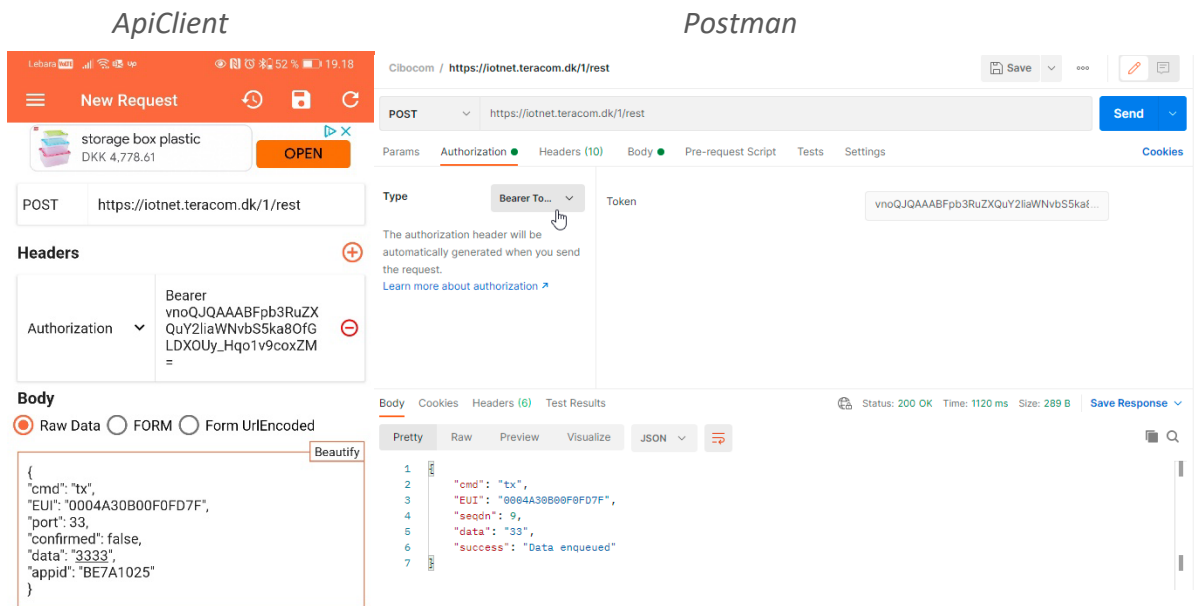 ApiClient
Postman
Lebara VoLTE
52 % 19.18
New Request
storage box plastic
DKK 4,778.61
OPEN
POST
https://iotnet.teracom.dk/1/rest
Headers
Authorization
Bearer
vnoQJQAAABFpb3RuZX
QuY2liaWNvbS5ka8OfG
LDXOUy_Hqo1v9coxZM
=
Body
Raw Data
FORM
Form UrlEncoded
Beautify
{
"cmd": "tx",
"EUI": "0004A30B00F0FD7F",
"port": 33,
"confirmed": false,
"data": "3333",
"appid": "BE7A1025"
}
Cibocom / https://iotnet.teracom.dk/1/rest
Save
POST
https://iotnet.teracom.dk/1/rest
Send
Params Authorization Headers (10) Body Pre-request Script Tests Settings
Cookies
Type
Bearer To...
Token
vnoQJQAAABFpb3RuZXQuY2liaWNvbS5ka8...
The authorization header will be
automatically generated when you send
the request.
Learn more about authorization ↗
Body Cookies Headers (6) Test Results
Status: 200 OK Time: 1120 ms Size: 289 B
Save Response
Pretty Raw Preview Visualize JSON
1 {
2 "cmd": "tx",
3 "EUI": "0004A30B00F0FD7F",
4 "seqdn": 9,
5 "data": "33",
6 "success": "Data enqueued"
7 }